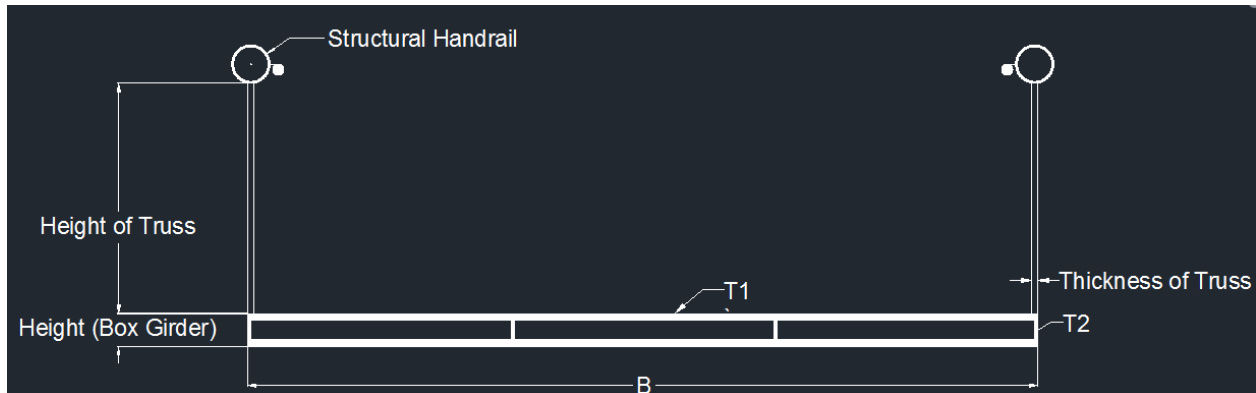 Structural Handrail
Height of Truss
Thickness of Truss
T1
Height (Box Girder)
T2
B